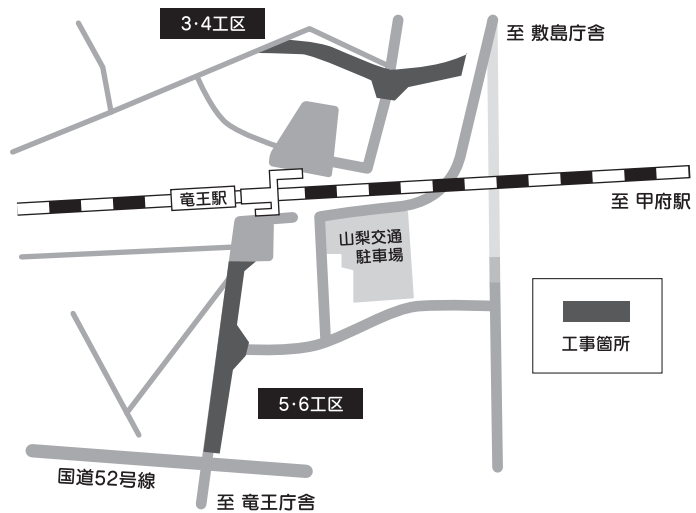 3・4工区
至 敷島庁舎
竜王駅
至 甲府駅
山梨交通
駐車場
工事箇所
5・6工区
国道52号線
至 竜王庁舎